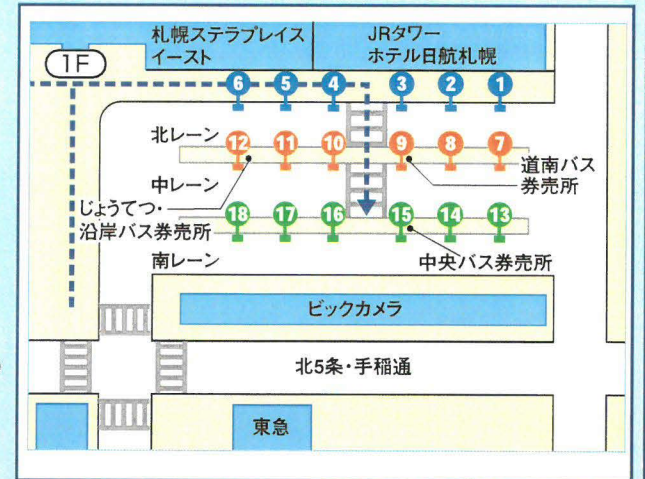 札幌ステラプレイス
イースト
JRタワー
ホテル日航札幌
1F
6
5
4
3
2
1
北レーン
12
11
10
9
8
7
道南バス
券売所
中レーン
じょうてつ・
沿岸バス券売所
18
17
16
15
14
13
中央バス券売所
南レーン
ビックカメラ
北5条・手稲通
東急